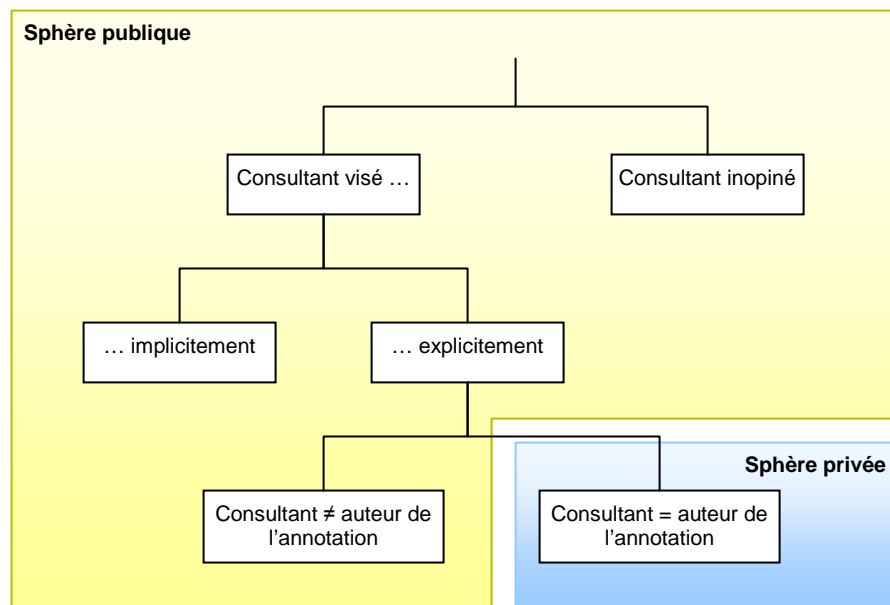 Sphère publique
Consultant visé …
Consultant inopiné
… implicitement
… explicitement
Sphère privée
Consultant ≠ auteur de
l’annotation
Consultant = auteur de
l’annotation